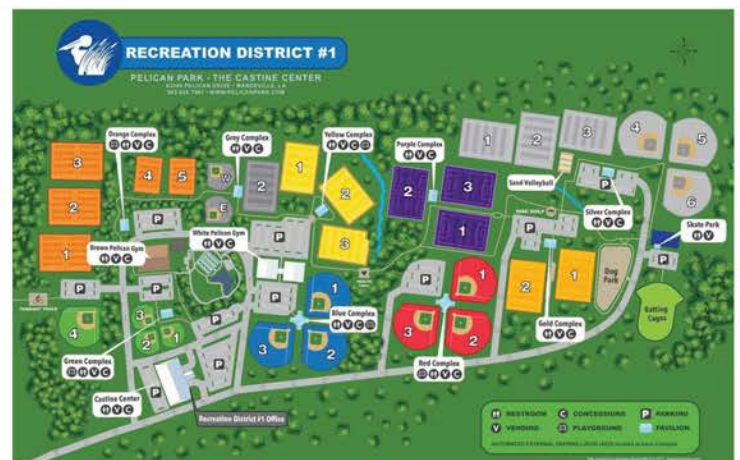 RECREATION DISTRICT #1
PELICAN PARK - THE CASTINE CENTER
Orange Complex
H V C
Grey Complex
H V C
Yellow Complex
H V C
Purple Complex
H V C
1
2
3
4
5
6
3
4
5
2
1
W
E
2
1
2
3
2
3
1
Sand Volleyball
Silver Complex
H V C
Skate Park
H V
Brown Pelican Gym
H V C
White Pelican Gym
H V C
DISC GOLF
P
P
P
P
P
P
P
P
P
P
P
P
P
4
3
2
1
1
2
3
Blue Complex
H V C
1
2
3
2
1
Dog
Park
Batting
Cages
Gold Complex
H V C
Red Complex
H V C
Green Complex
H V C
Castine Center
H V C
Recreation District #1 Office
H RESTROOM
C CONCESSIONS
P PARKING
V VENDING
PLAYGROUND
PAVILION